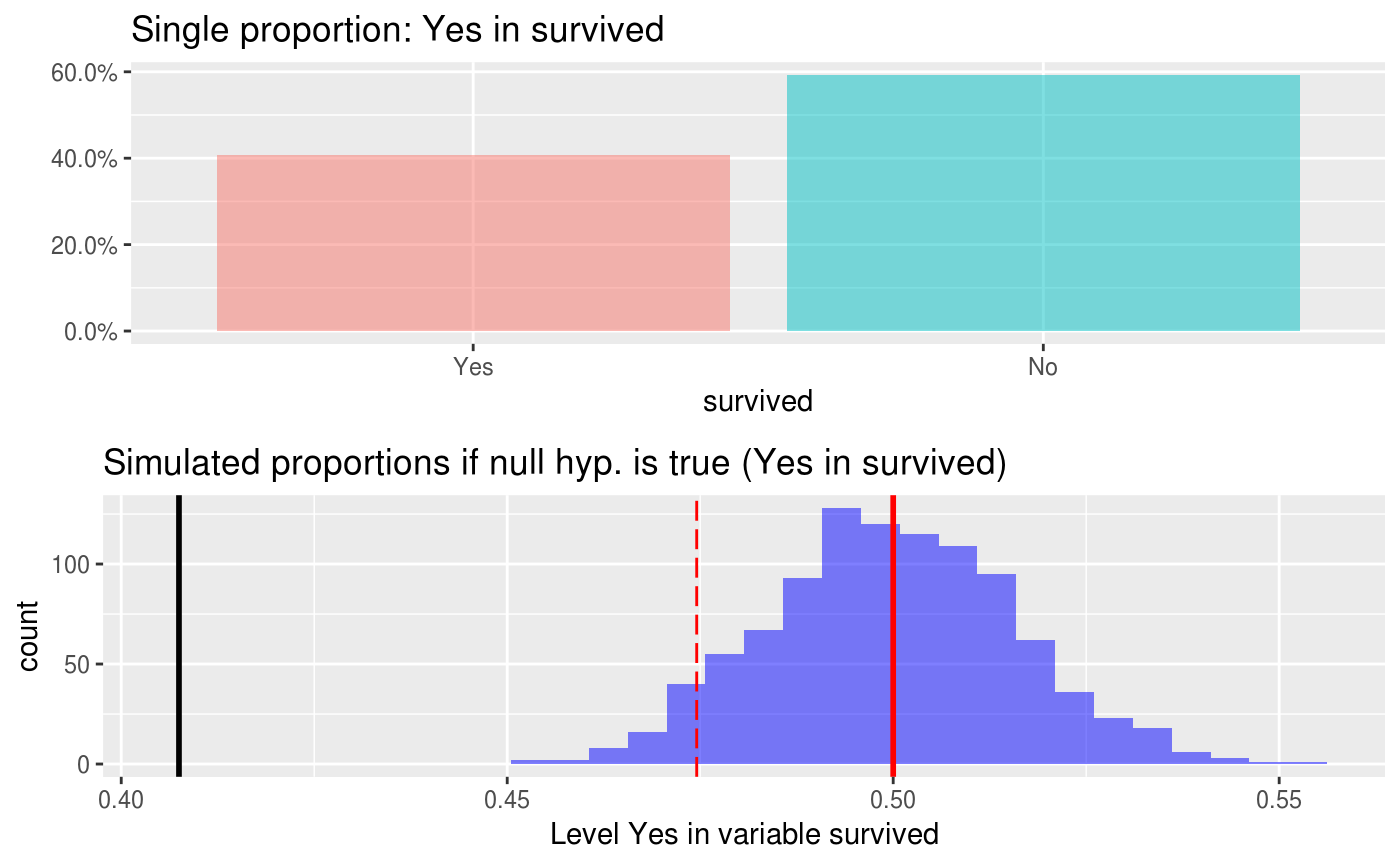 Single proportion: Yes in survived
60.0%
40.0%
20.0%
0.0%
Yes No
survived
Simulated proportions if null hyp. is true (Yes in survived)
count
100
50
0
0.40 0.45 0.50 0.55
Level Yes in variable survived